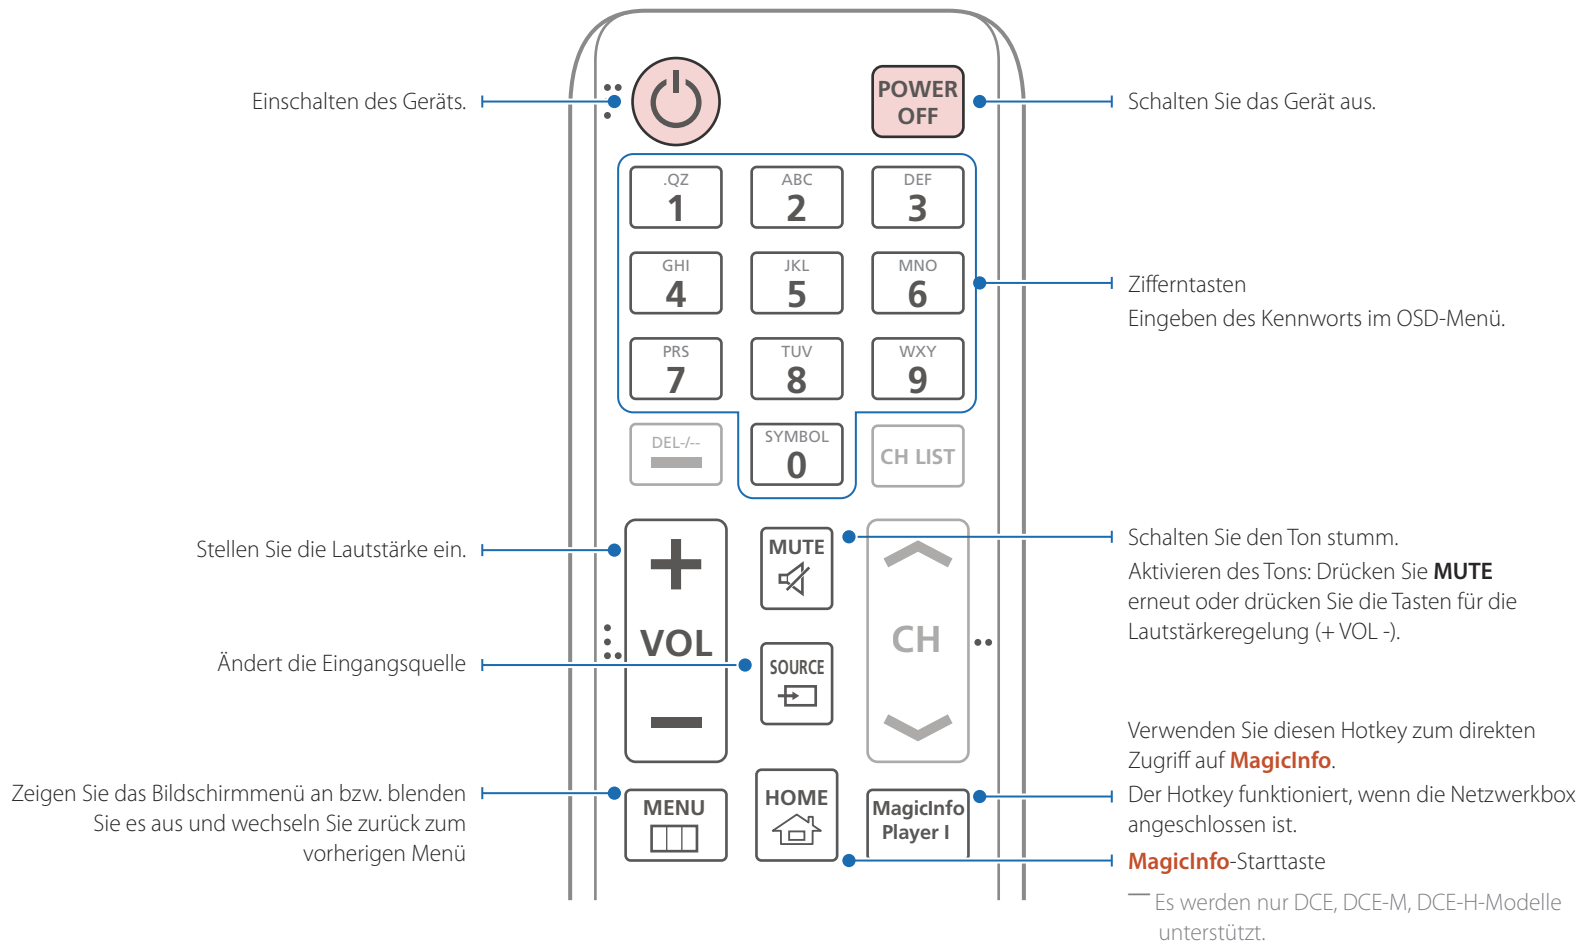 Einschalten des Geräts.
POWER
OFF
Schalten Sie das Gerät aus.
.QZ
1
ABC
2
DEF
3
GHI
4
JKL
5
MNO
6
Zifferntasten
Eingeben des Kennworts im OSD-Menü.
PRS
7
TUV
8
WXY
9
DEL-/--
SYMBOL
0
CH LIST
Stellen Sie die Lautstärke ein.
VOL
Ändert die Eingangsquelle
MUTE
SOURCE
CH
Schalten Sie den Ton stumm.
Aktivieren des Tons: Drücken Sie MUTE
erneut oder drücken Sie die Tasten für die
Lautstärkeregelung (+ VOL -).
Zeigen Sie das Bildschirmmenü an bzw. blenden
Sie es aus und wechseln Sie zurück zum
vorherigen Menü
MENU
HOME
MagicInfo
Player I
Verwenden Sie diesen Hotkey zum direkten
Zugriff auf MagicInfo.
Der Hotkey funktioniert, wenn die Netzwerkbox
angeschlossen ist.
MagicInfo-Starttaste
― Es werden nur DCE, DCE-M, DCE-H-Modelle
unterstützt.